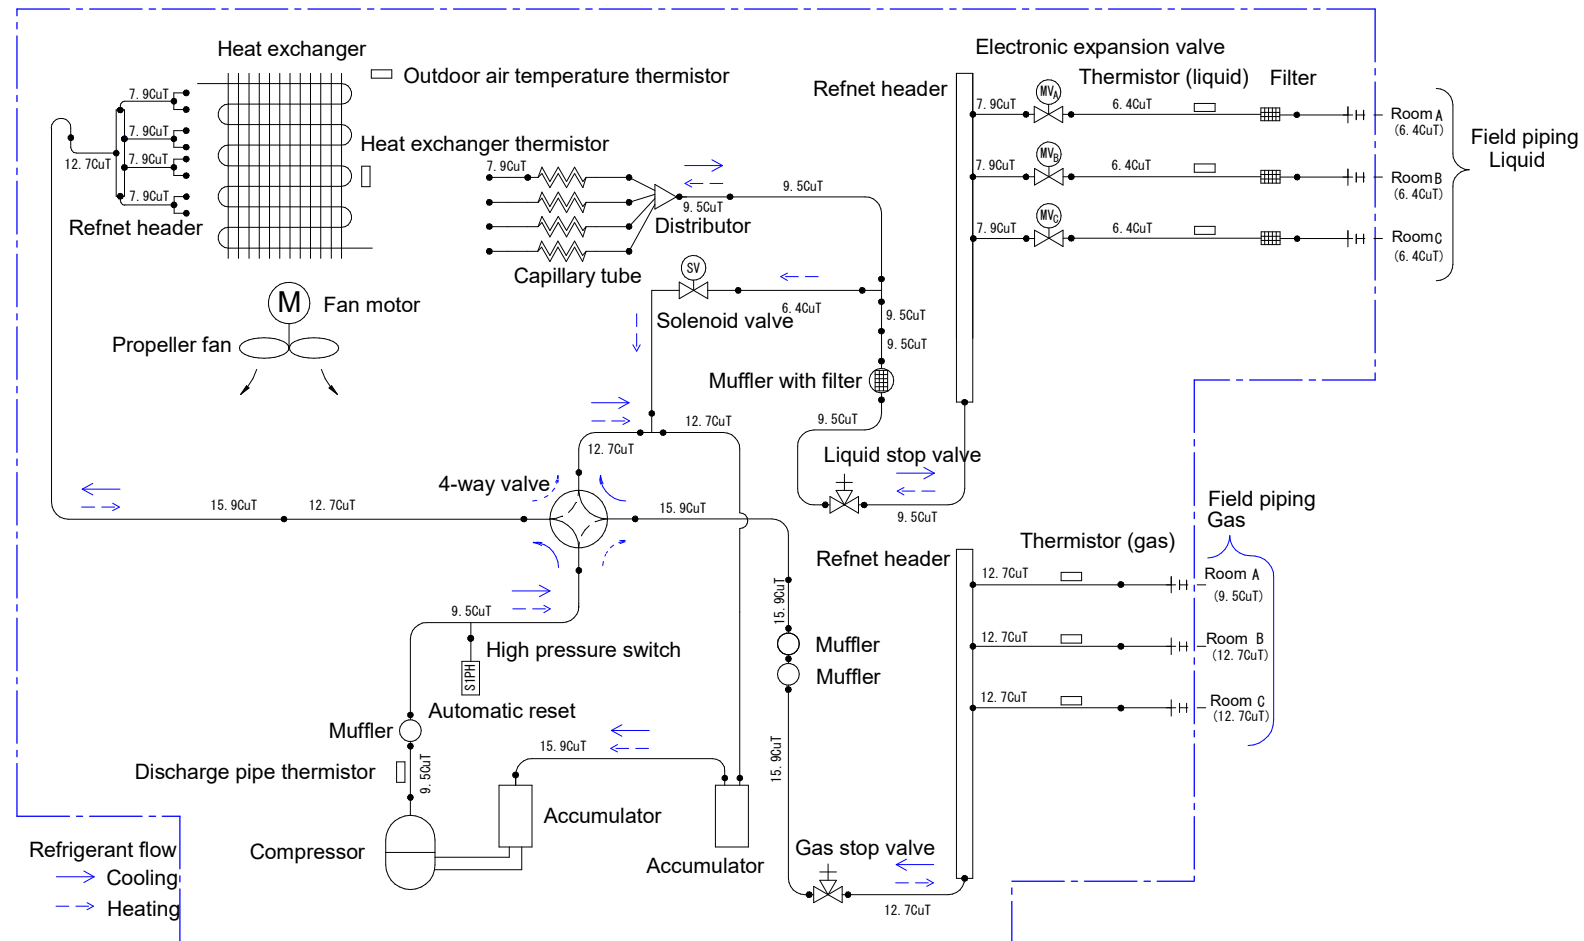 Heat exchanger
Outdoor air temperature thermistor
7.9CuT
7.9CuT
7.9CuT
7.9CuT
12.7CuT
Refnet header
Heat exchanger thermistor
7.9CuT
Capillary tube
Distributor
9.5CuT
9.5CuT
M
Fan motor
Propeller fan
SV
Solenoid valve
6.4CuT
9.5CuT
9.5CuT
Muffler with filter
9.5CuT
Liquid stop valve
9.5CuT
Refnet header
Electronic expansion valve
Thermistor (liquid)
Filter
7.9CuT
MVA
6.4CuT
Room A
(6.4CuT)
7.9CuT
MVB
6.4CuT
Room B
(6.4CuT)
7.9CuT
MVC
6.4CuT
Room C
(6.4CuT)
Field piping
Liquid
12.7CuT
12.7CuT
4-way valve
15.9CuT
12.7CuT
15.9CuT
9.5CuT
High pressure switch
S1PH
Automatic reset
Muffler
Discharge pipe thermistor
9.5CuT
Compressor
15.9CuT
Accumulator
Accumulator
15.9CuT
Muffler
Muffler
15.9CuT
Gas stop valve
12.7CuT
Refnet header
Thermistor (gas)
Field piping
Gas
12.7CuT
Room A
(9.5CuT)
12.7CuT
Room B
(12.7CuT)
12.7CuT
Room C
(12.7CuT)
Refrigerant flow
Cooling
Heating